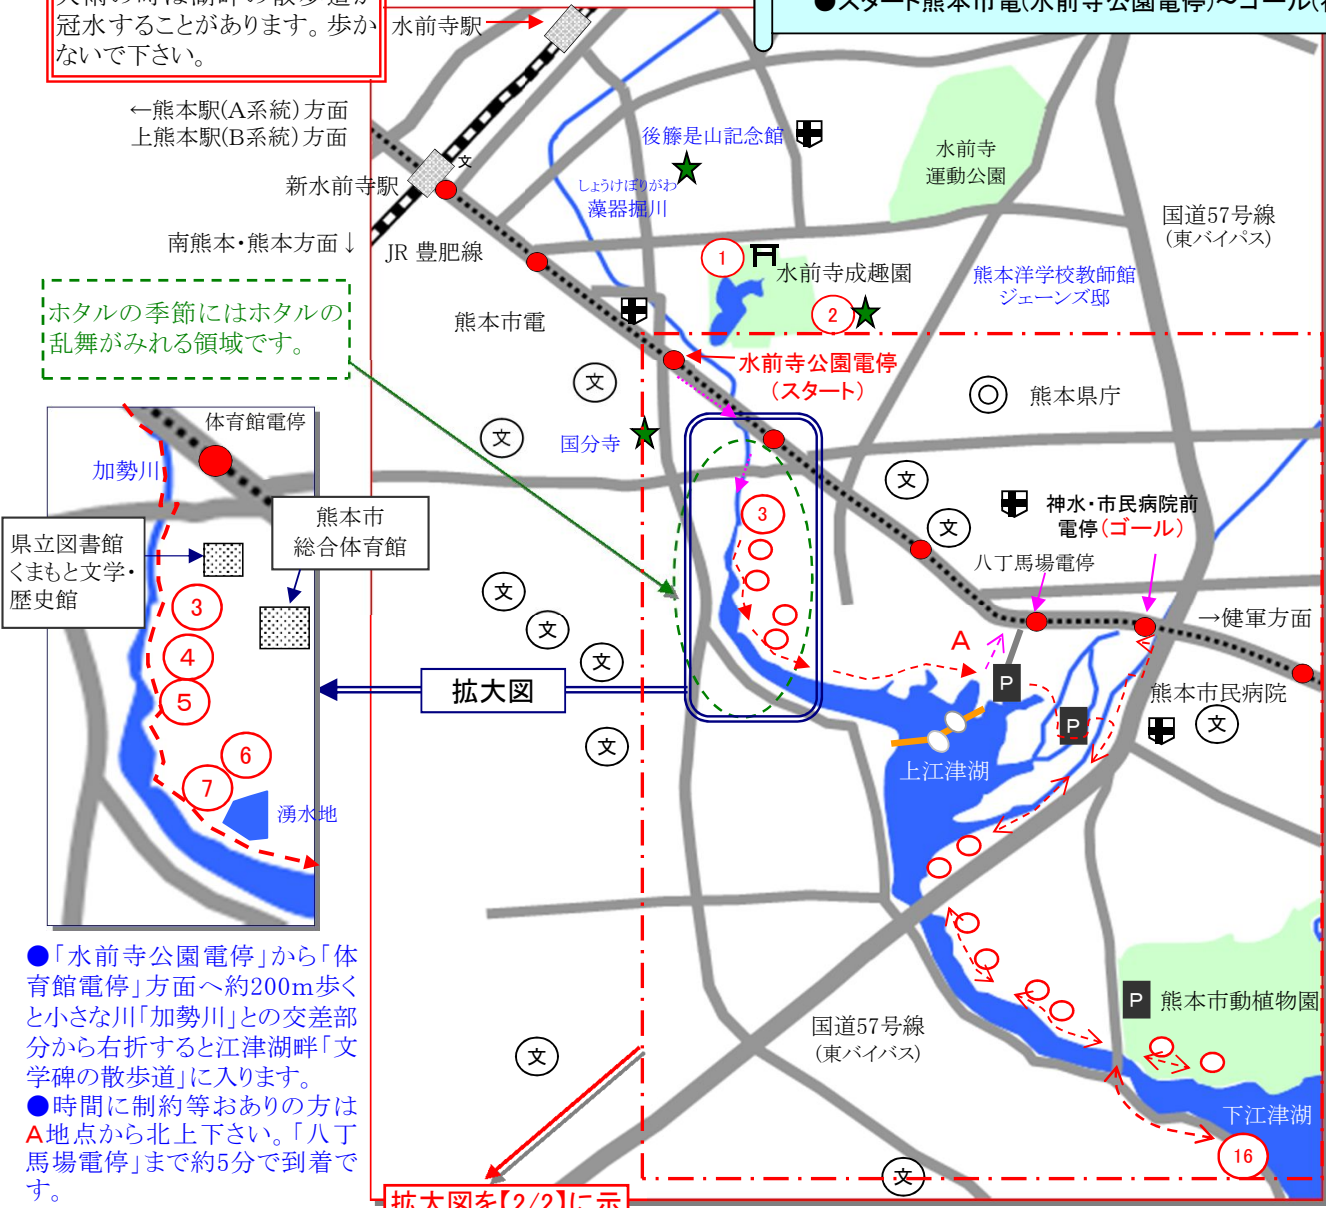 冠水することがあります。歩か
ないで下さい。
●スタート熊本市電(水前寺公園電停)～ゴール(
水前寺駅
←熊本駅(A系統)方面
上熊本駅(B系統)方面
文
新水前寺駅
南熊本・熊本方面↓
JR 豊肥線
後籐是山記念館
しょうけぼりがわ
藻器掘川
水前寺
運動公園
国道57号線
(東バイパス)
1
水前寺成趣園
2
熊本洋学校教師館
ジェーンズ邸
ホタルの季節にはホタルの
乱舞がみれる領域です。
熊本市電
水前寺公園電停
(スタート)
文
文
国分寺
熊本県庁
文
文
3
神水・市民病院前
電停(ゴール)
八丁馬場電停
→健軍方面
体育館電停
加勢川
熊本市
総合体育館
県立図書館
くまもと文学・
歴史館
3
4
5
6
7
湧水地
文
文
文
文
拡大図
A
P
P
熊本市民病院
文
上江津湖
P
熊本市動植物園
国道57号線
(東バイパス)
文
下江津湖
16
文
●「水前寺公園電停」から「体
育館電停」方面へ約200m歩く
と小さな川「加勢川」との交差部
分から右折すると江津湖畔「文
学碑の散歩道」に入ります。
●時間に制約等おありの方は
A地点から北上下さい。「八丁
馬場電停」まで約5分で到着で
す。
拡大図を【2/2】に示